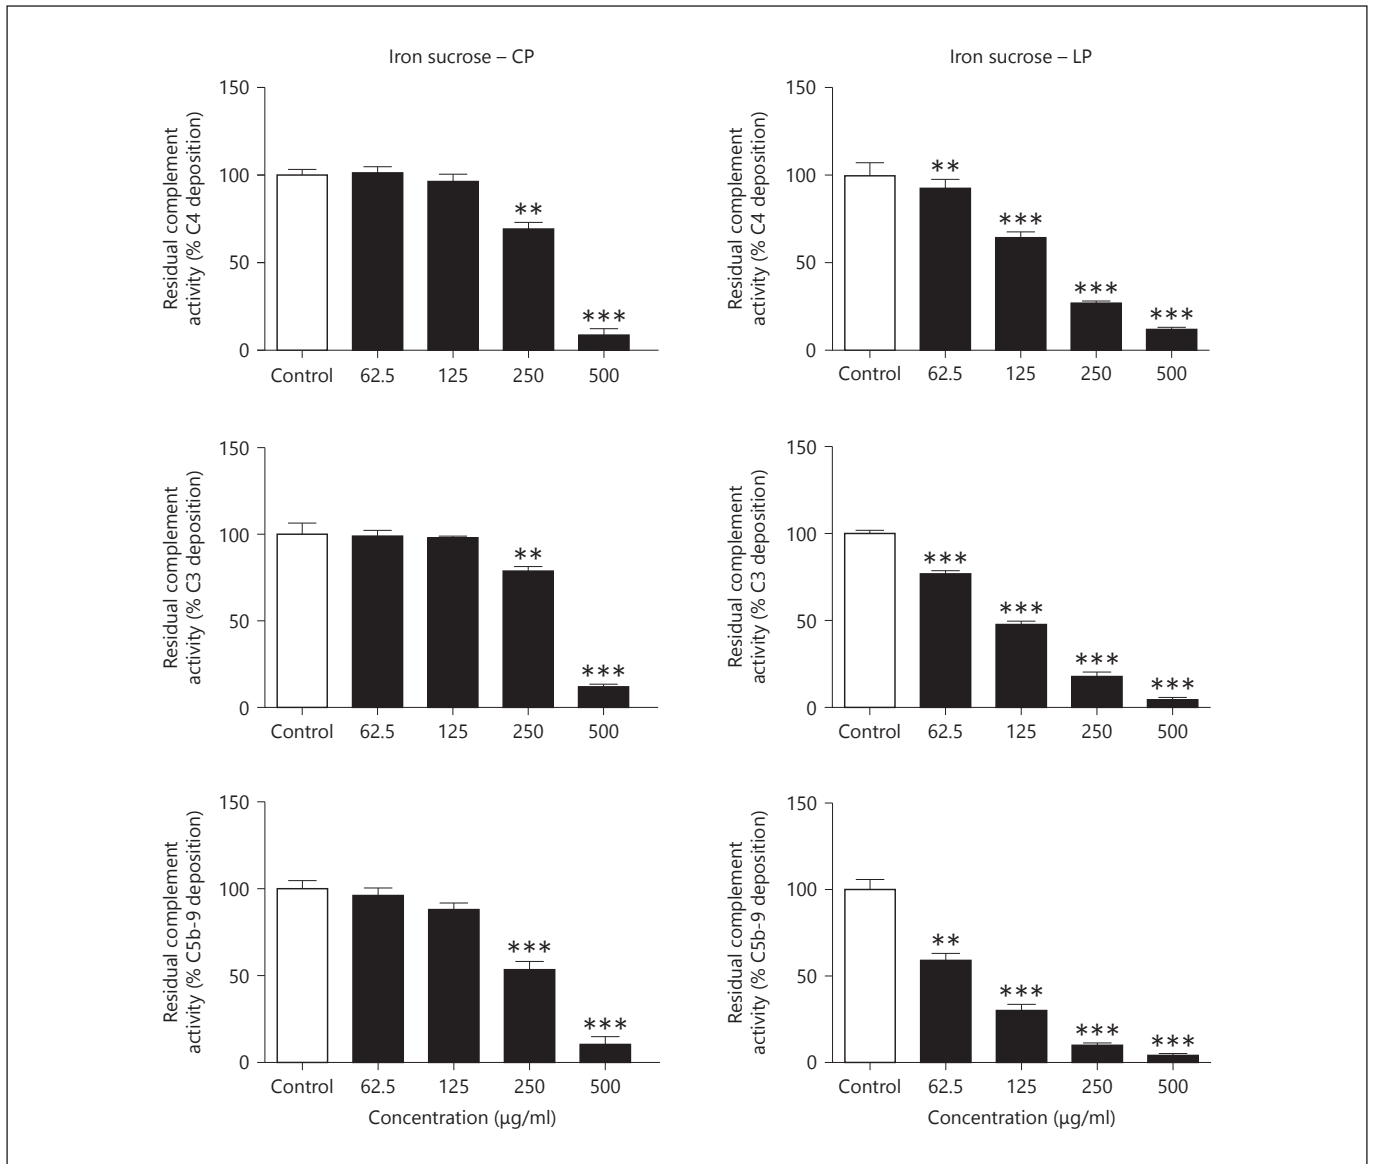 Iron sucrose – CP
150
100
50
0
Residual complement
activity (% C4 deposition)
**
***
Control 62.5 125 250 500
Iron sucrose – LP
150
100
50
0
Residual complement
activity (% C4 deposition)
**
***
***
***
Control 62.5 125 250 500
150
100
50
0
Residual complement
activity (% C3 deposition)
**
***
Control 62.5 125 250 500
150
100
50
0
Residual complement
activity (% C3 deposition)
***
***
***
***
Control 62.5 125 250 500
150
100
50
0
Residual complement
activity (% C5b-9 deposition)
***
***
Control 62.5 125 250 500
Concentration (μg/ml)
150
100
50
0
Residual complement
activity (% C5b-9 deposition)
**
***
***
***
Control 62.5 125 250 500
Concentration (μg/ml)